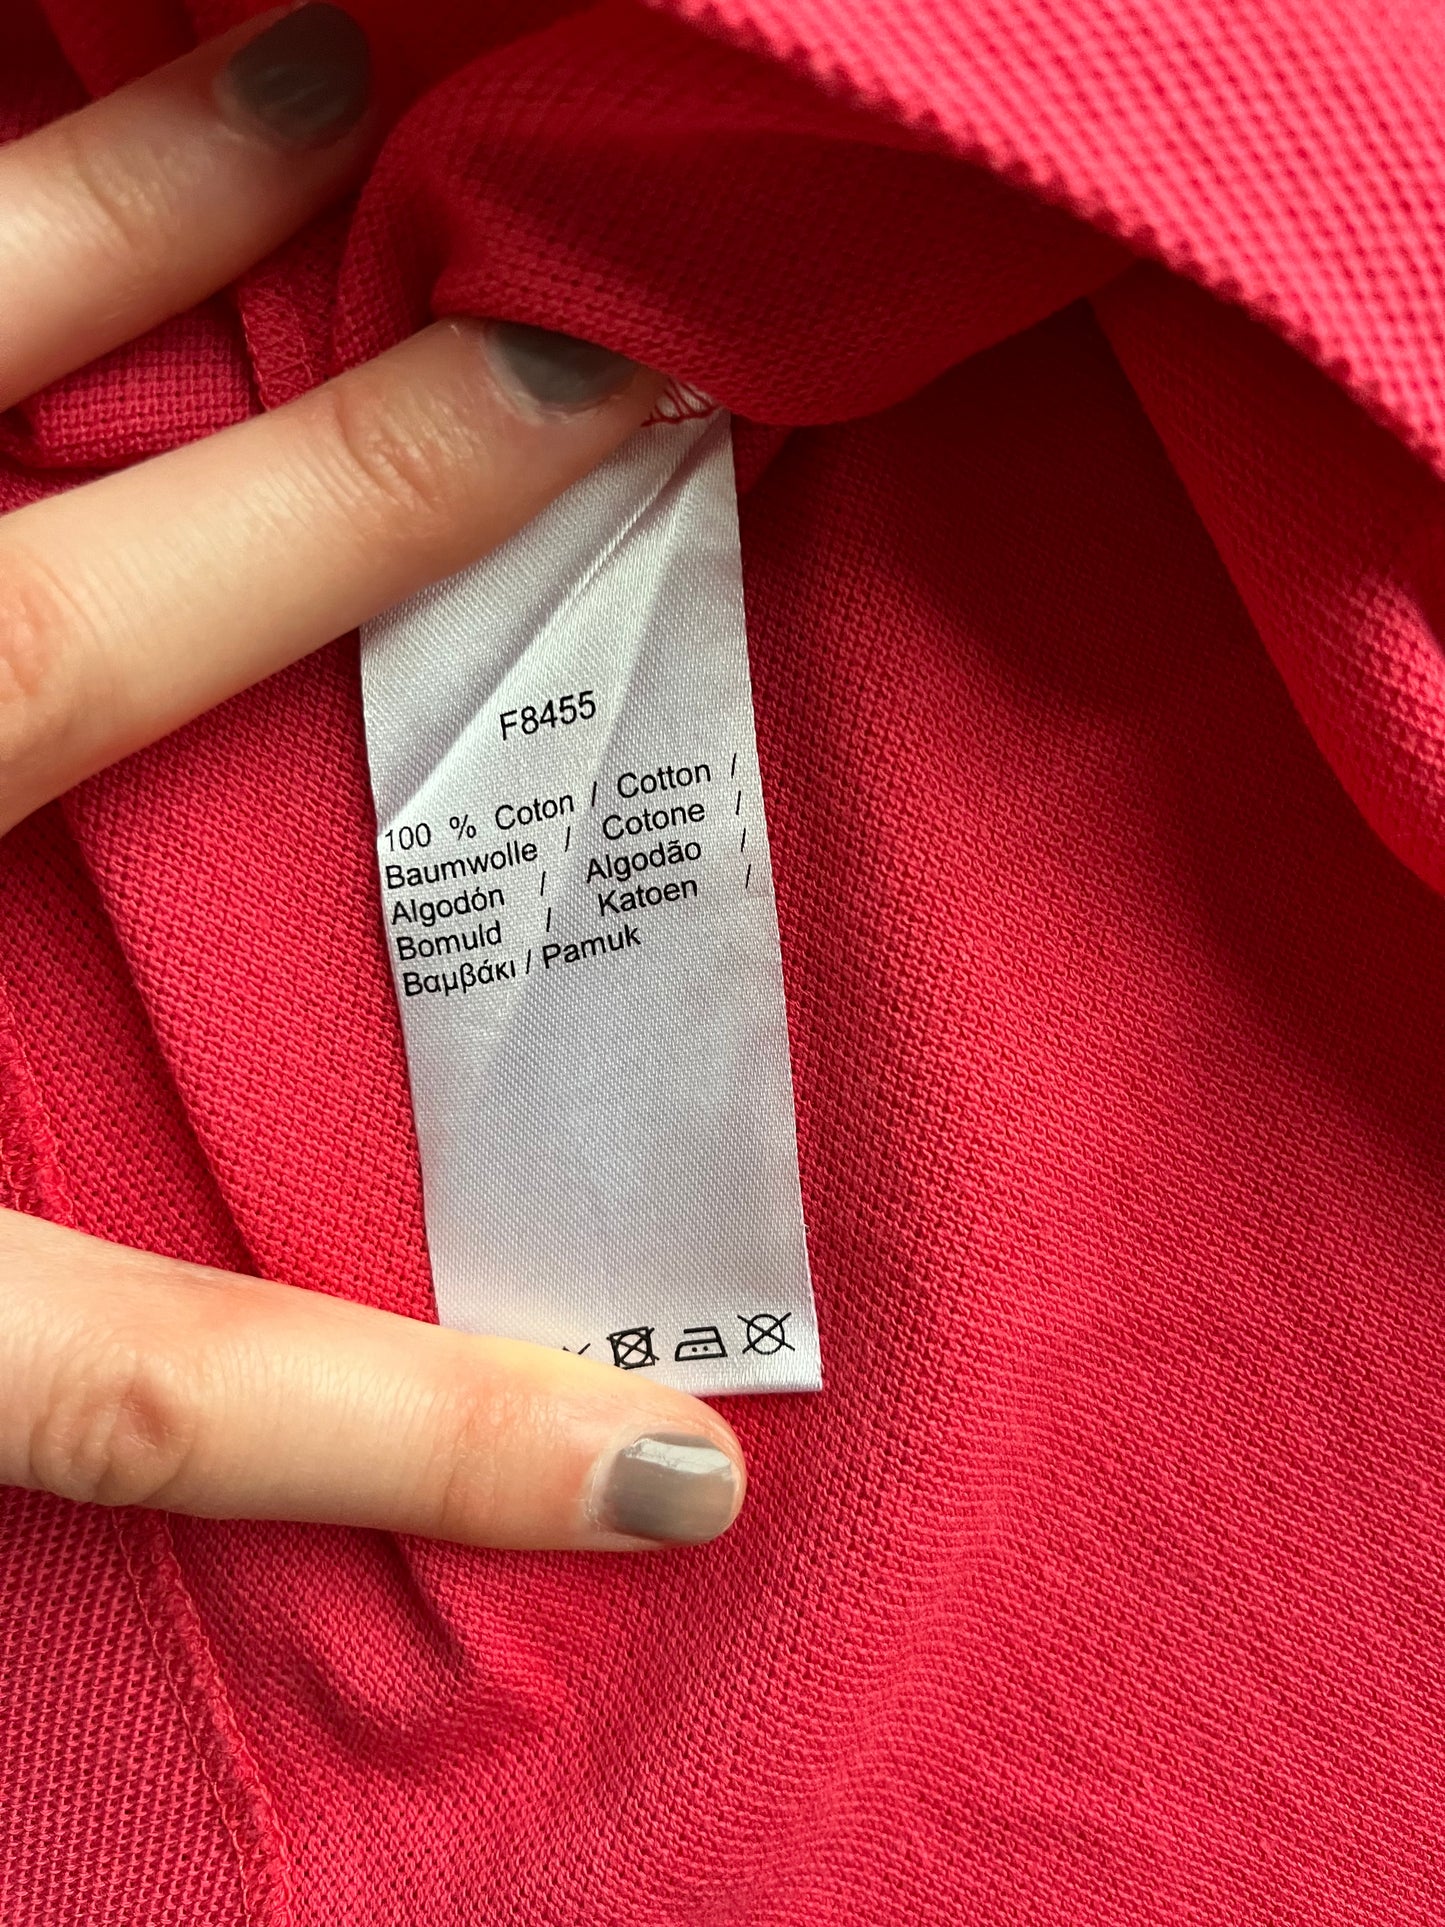 F8455
100 % Coton / Cotton /
Baumwolle / Cotone /
Algodón / Algodão /
Bomuld / Katoen /
Βαμβάκι / Pamuk